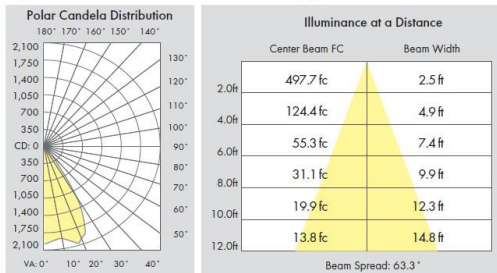 Polar Candela Distribution
180° 170° 160° 150° 140°
2,100
1,750
1,400
1,050
700
350
CD: 0
350
700
1,050
1,400
1,750
2,100
130°
120°
110°
100°
90°
80°
70°
60°
50°
VA: 0° 10° 20° 30° 40°
Illuminance at a Distance
Center Beam FC Beam Width
2.0ft 497.7 fc 2.5 ft
4.0ft 124.4 fc 4.9 ft
6.0ft 55.3 fc 7.4 ft
8.0ft 31.1 fc 9.9 ft
10.0ft 19.9 fc 12.3 ft
12.0ft 13.8 fc 14.8 ft
Beam Spread: 63.3°